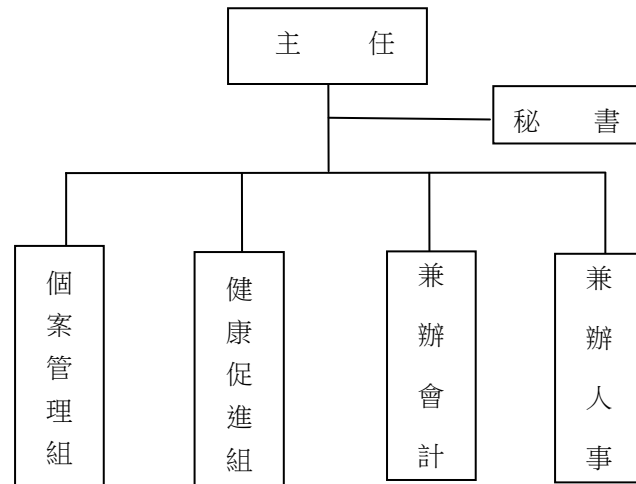 主 任
秘 書
個案管理組
健康促進組
兼辦會計
兼辦人事